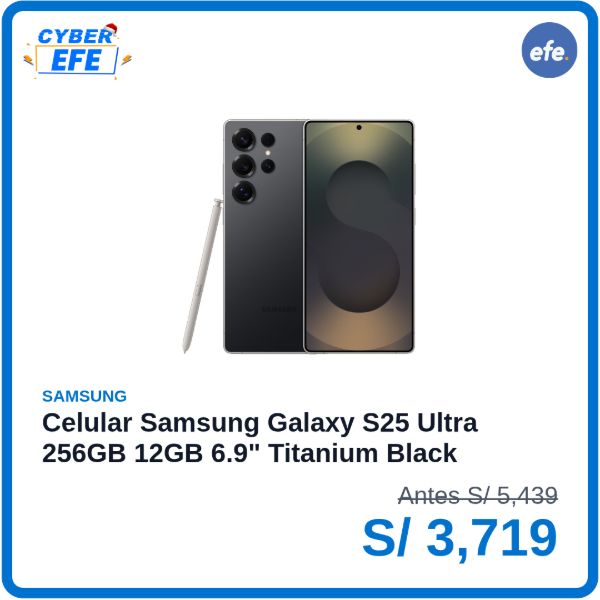 CYBER
EFE
efe.
SAMSUNG
SAMSUNG
Celular Samsung Galaxy S25 Ultra
256GB 12GB 6.9" Titanium Black
Antes S/ 5,439
S/ 3,719